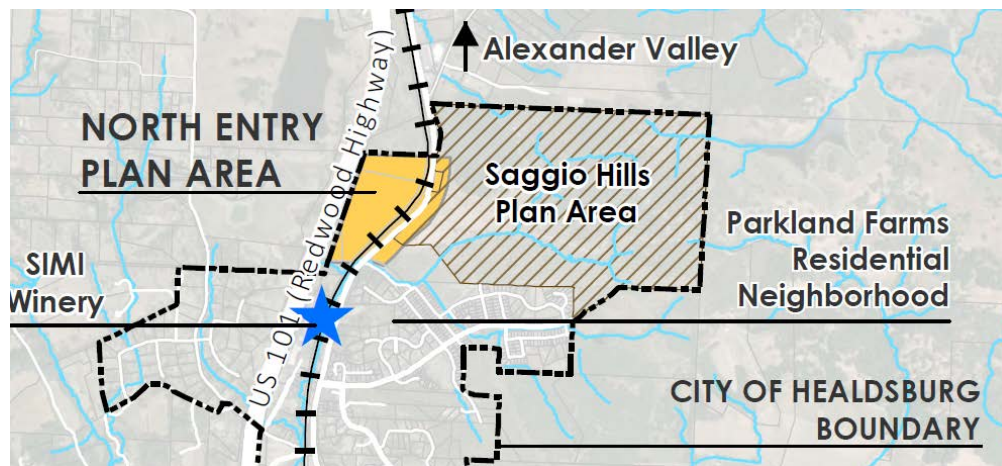 Alexander Valley
NORTH ENTRY
PLAN AREA
US 101 (Redwood Highway)
Saggio Hills
Plan Area
Parkland Farms
Residential
Neighborhood
SIMI
Winery
CITY OF HEALDSBURG
BOUNDARY